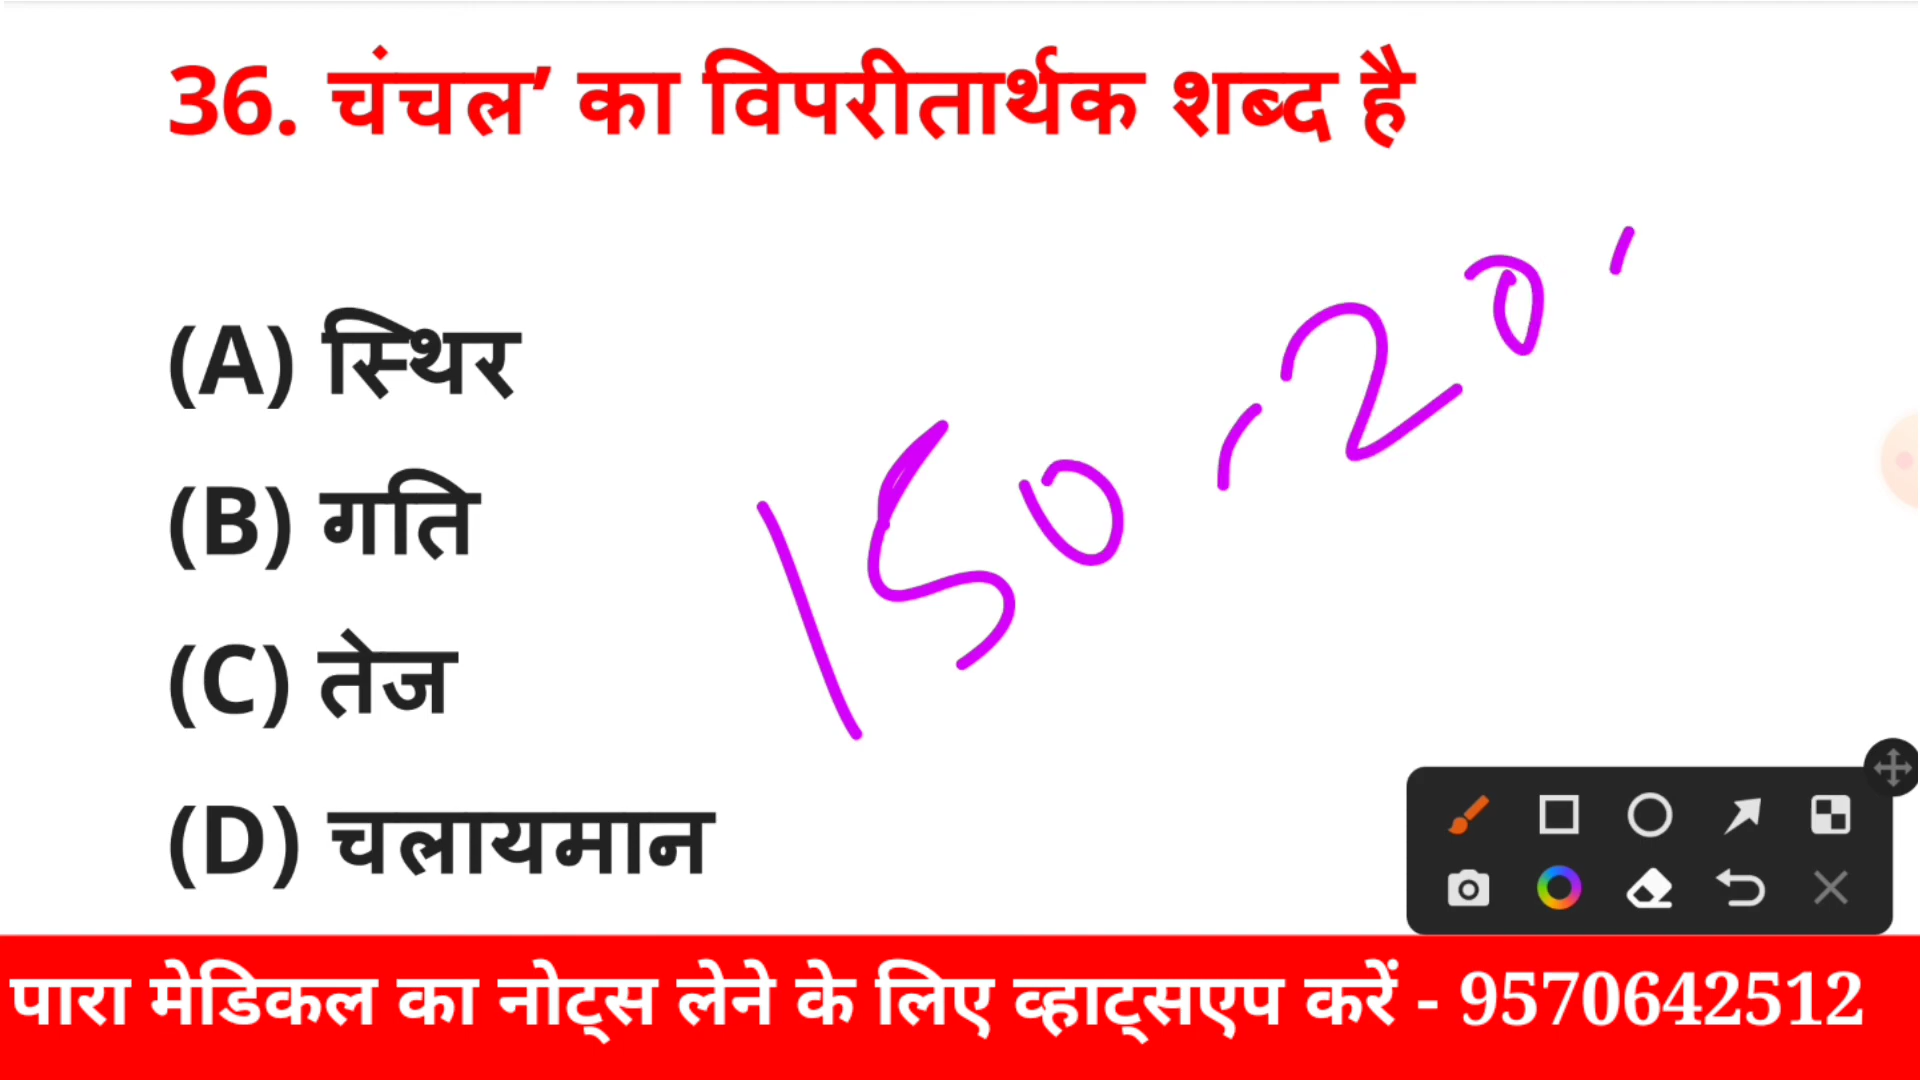 36. चंचल’ का विपरीतार्थक शब्द है
(A) स्थिर
(B) गति
(C) तेज
(D) चलायमान
150-20
पारा मेडिकल का नोट्स लेने के लिए व्हाट्सएप करें - 9570642512